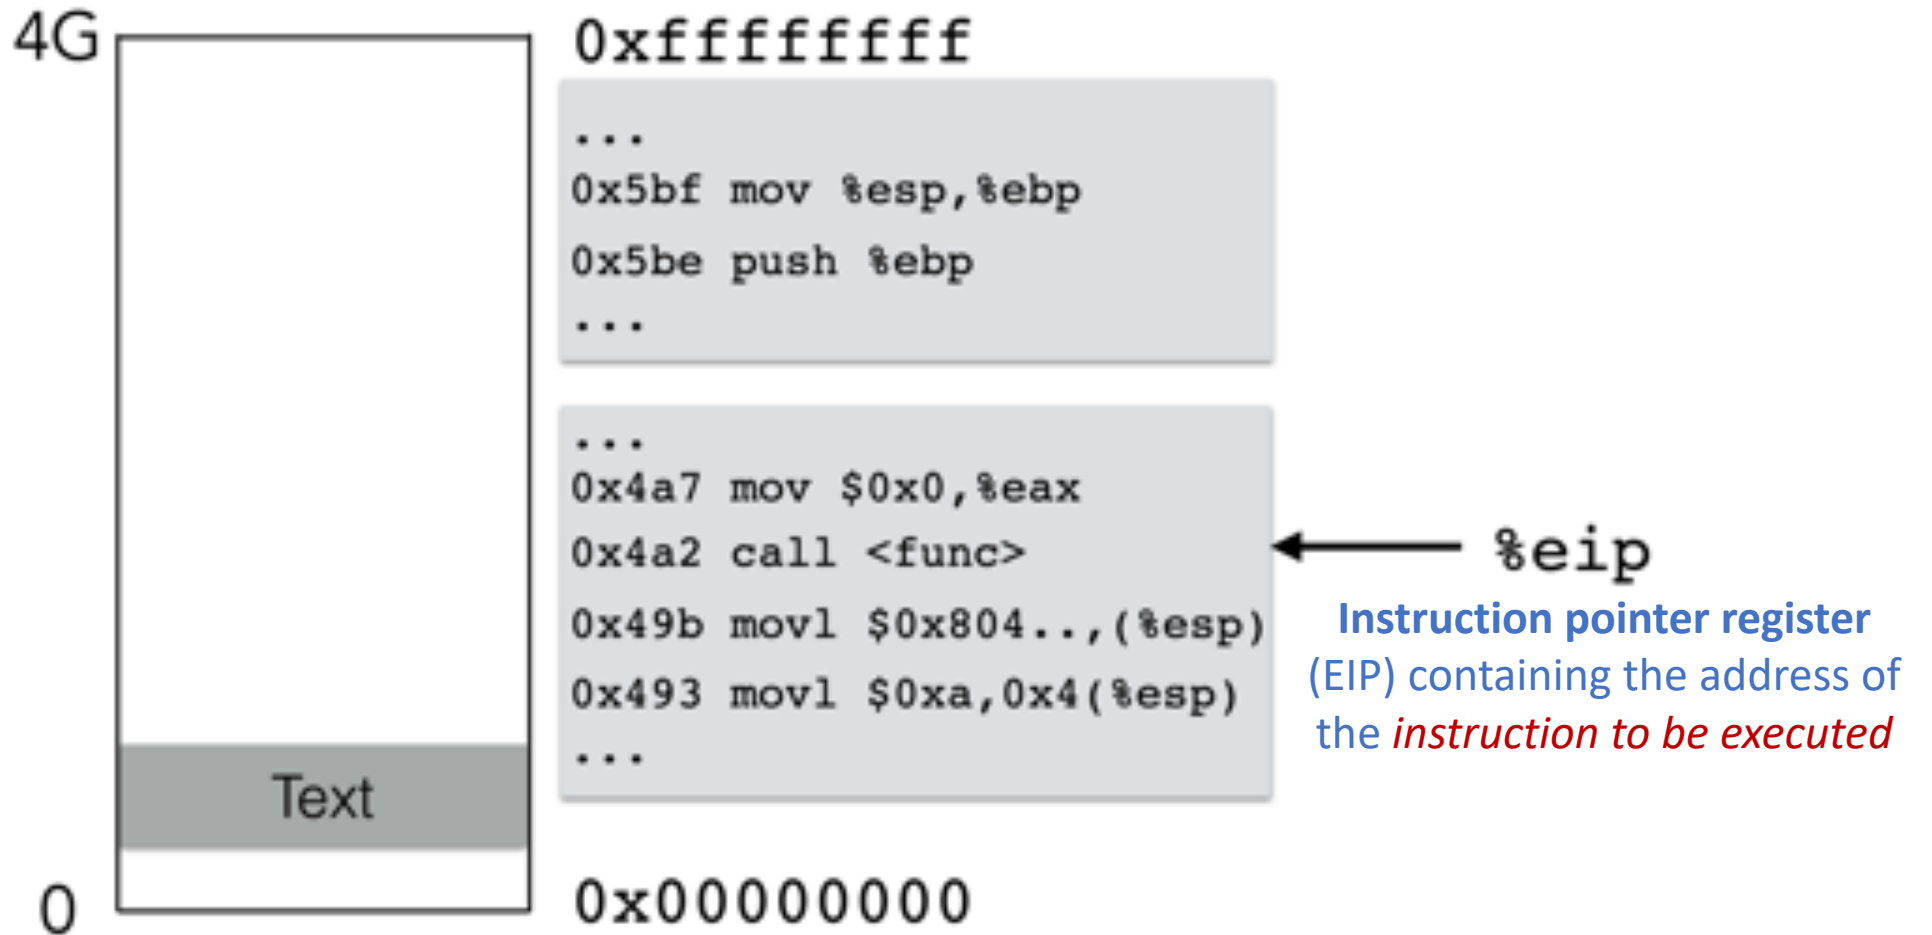 4G
0xffffffff
...
0x5bf mov %esp,%ebp
0x5be push %ebp
...
...
0x4a7 mov $0x0,%eax
0x4a2 call <func>
0x49b movl $0x804..,(%esp)
0x493 movl $0xa,0x4(%esp)
...
%eip
Instruction pointer register
(EIP) containing the address of
the instruction to be executed
Text
0
0x00000000